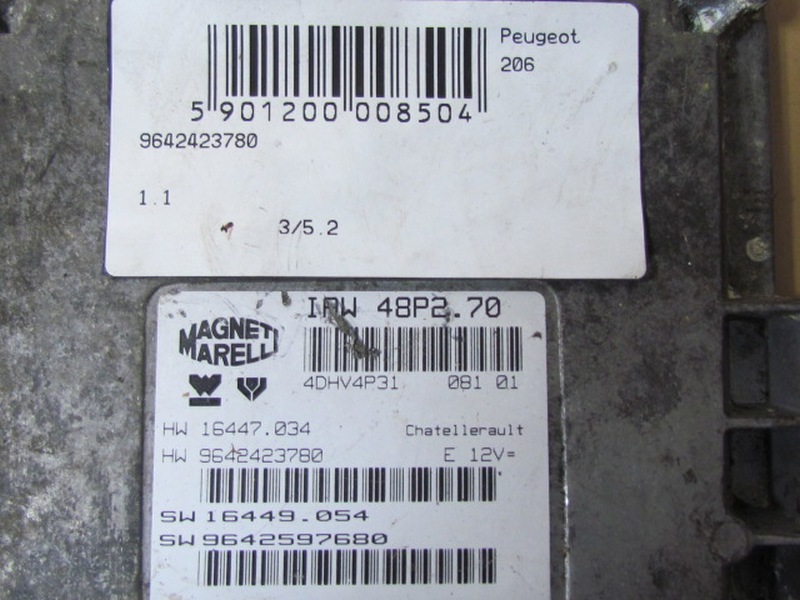 Peugeot
206
5 901200 008504
9642423780
1.1
3/5.2
48P2.70
MAGNETI
MARELLI
4DHV4P31 081 01
HW 16447.034 Chatellerault
HW 9642423780 E 12V=
SW 16449.054
SW 9642597680